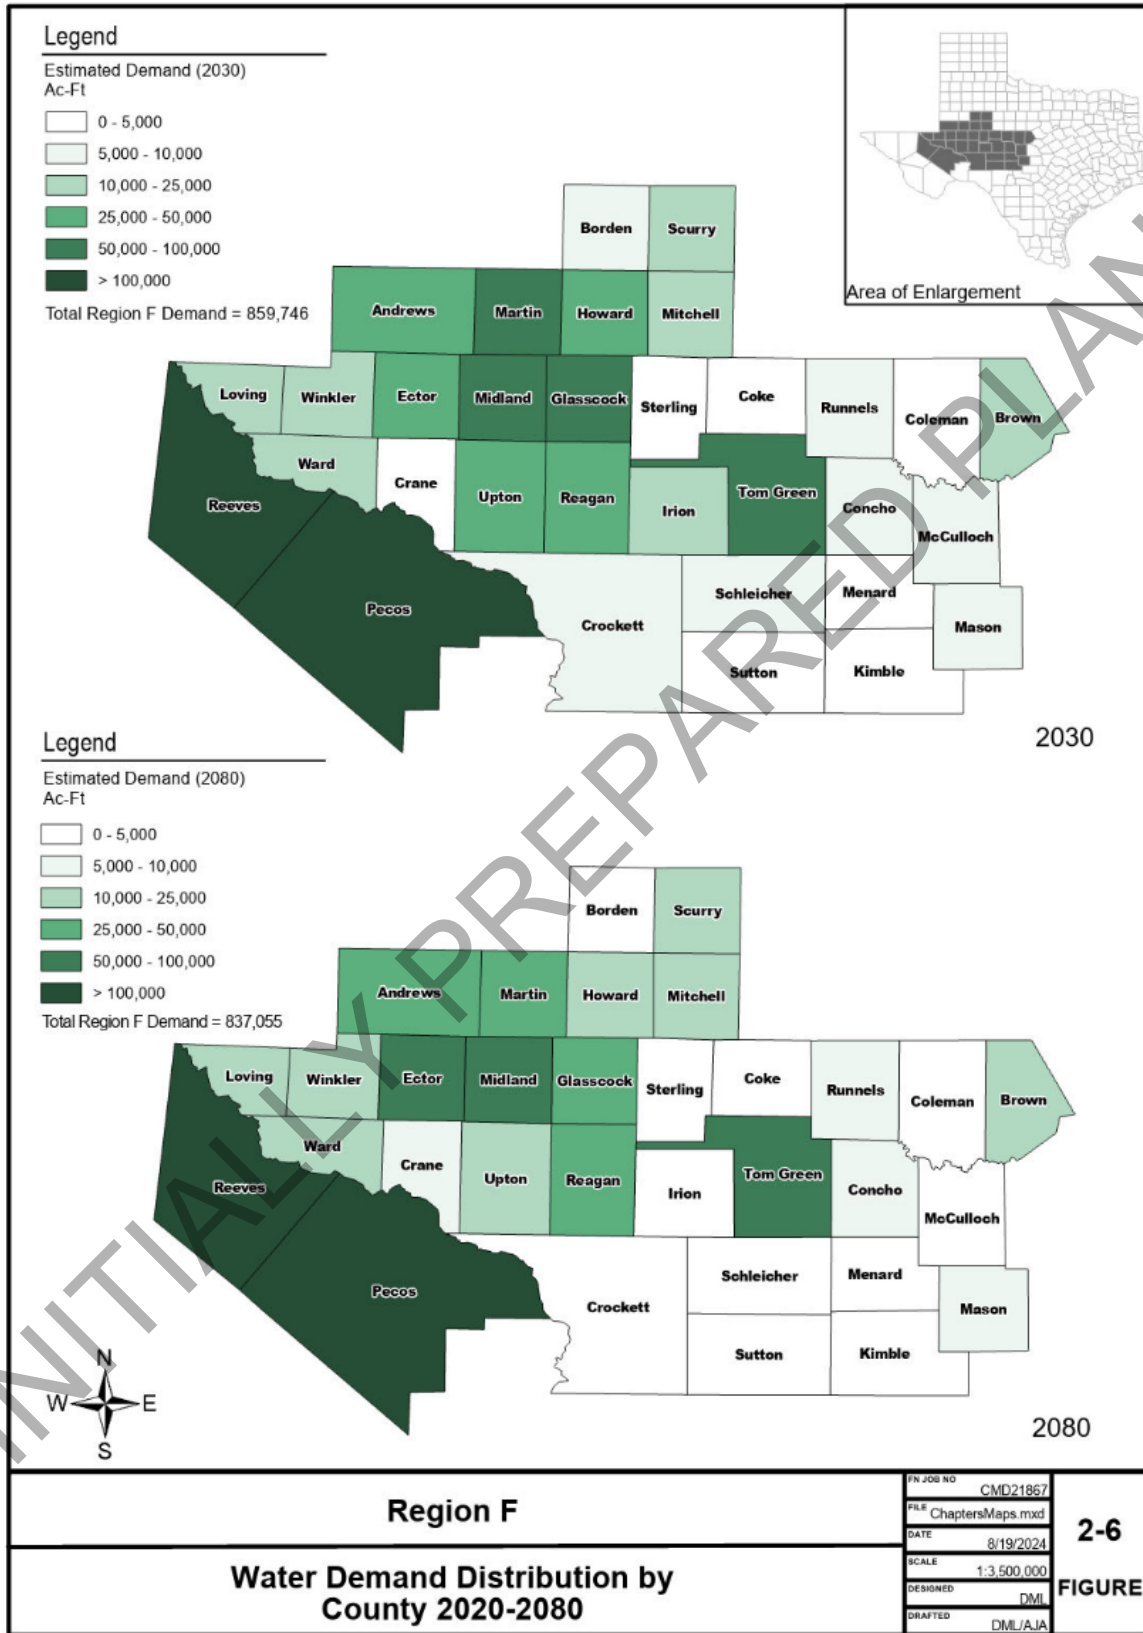 Legend
Estimated Demand (2030)
Ac-Ft
0 - 5,000
5,000 - 10,000
10,000 - 25,000
25,000 - 50,000
50,000 - 100,000
> 100,000
Total Region F Demand = 859,746
Area of Enlargement
Borden
Scurry
Andrews
Martin
Howard
Mitchell
Loving
Winkler
Ector
Midland
Glasscock
Sterling
Coke
Runnels
Coleman
Brown
Ward
Crane
Reeves
Upton
Reagan
Irion
Tom Green
Concho
McCulloch
Pecos
Crockett
Schleicher
Menard
Mason
Sutton
Kimble
2030
Legend
Estimated Demand (2080)
Ac-Ft
0 - 5,000
5,000 - 10,000
10,000 - 25,000
25,000 - 50,000
50,000 - 100,000
> 100,000
Total Region F Demand = 837,055
Borden
Scurry
Andrews
Martin
Howard
Mitchell
Loving
Winkler
Ector
Midland
Glasscock
Sterling
Coke
Runnels
Coleman
Brown
Ward
Crane
Reeves
Upton
Reagan
Irion
Tom Green
Concho
McCulloch
Pecos
Crockett
Schleicher
Menard
Mason
Sutton
Kimble
N
W E
S
2080
INITIALLY PREPARED PLAN
Region F
Water Demand Distribution by
County 2020-2080
FN JOB NO
CMD21867
FILE ChaptersMaps.mxd
DATE
8/19/2024
SCALE
1:3,500,000
DESIGNED
DML
DRAFTED
DML/AJA
2-6
FIGURE